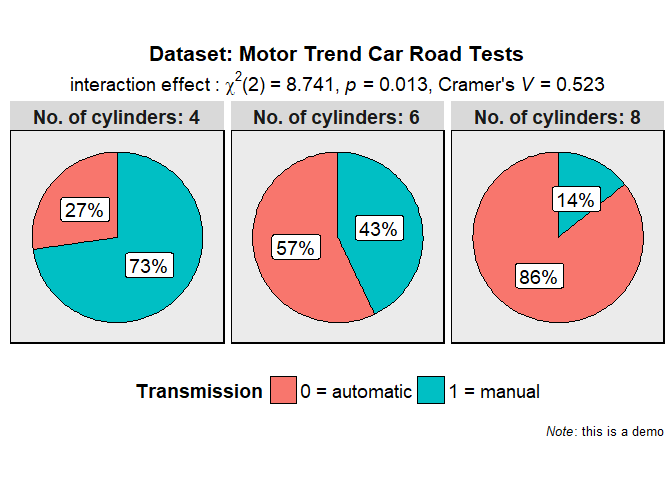 Dataset: Motor Trend Car Road Tests
interaction effect : χ²(2) = 8.741, p = 0.013, Cramer's V = 0.523
No. of cylinders: 4
No. of cylinders: 6
No. of cylinders: 8
27%
73%
57%
43%
14%
86%
Transmission 0 = automatic 1 = manual
Note: this is a demo